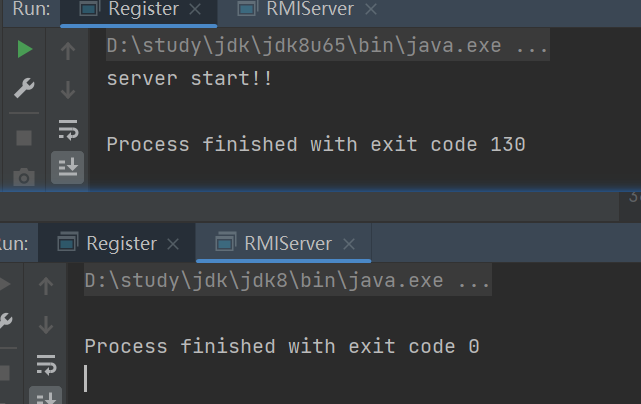 Run: Register × RMIServer ×
D:\study\jdk\jdk8u65\bin\java.exe ...
server start!!
Process finished with exit code 130
Run: Register × RMIServer ×
D:\study\jdk\jdk8\bin\java.exe ...
Process finished with exit code 0